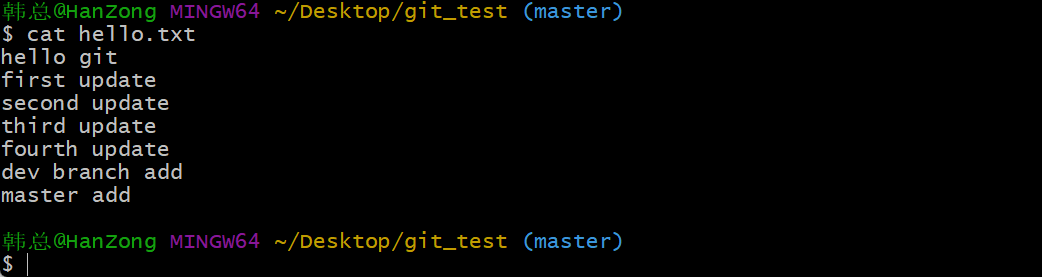 韩总@HanZong MINGW64 ~/Desktop/git_test (master)
$ cat hello.txt
hello git
first update
second update
third update
fourth update
dev branch add
master add
韩总@HanZong MINGW64 ~/Desktop/git_test (master)
$